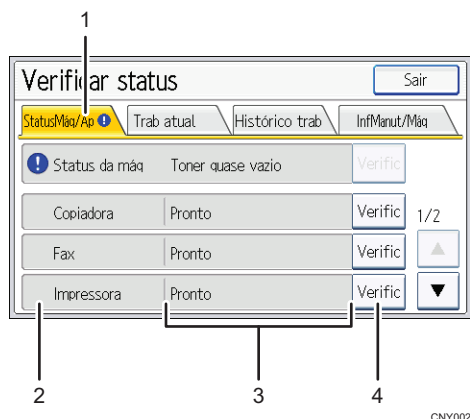 1
Verificar status
Sair
StatusMáq/Ap
Trab atual
Histórico trab
InfManut/Máq
Status da máq Toner quase vazio Verific
Copiadora Pronto Verific
1/2
Fax Pronto Verific
Impressora Pronto Verific
2 3 4
CNY002